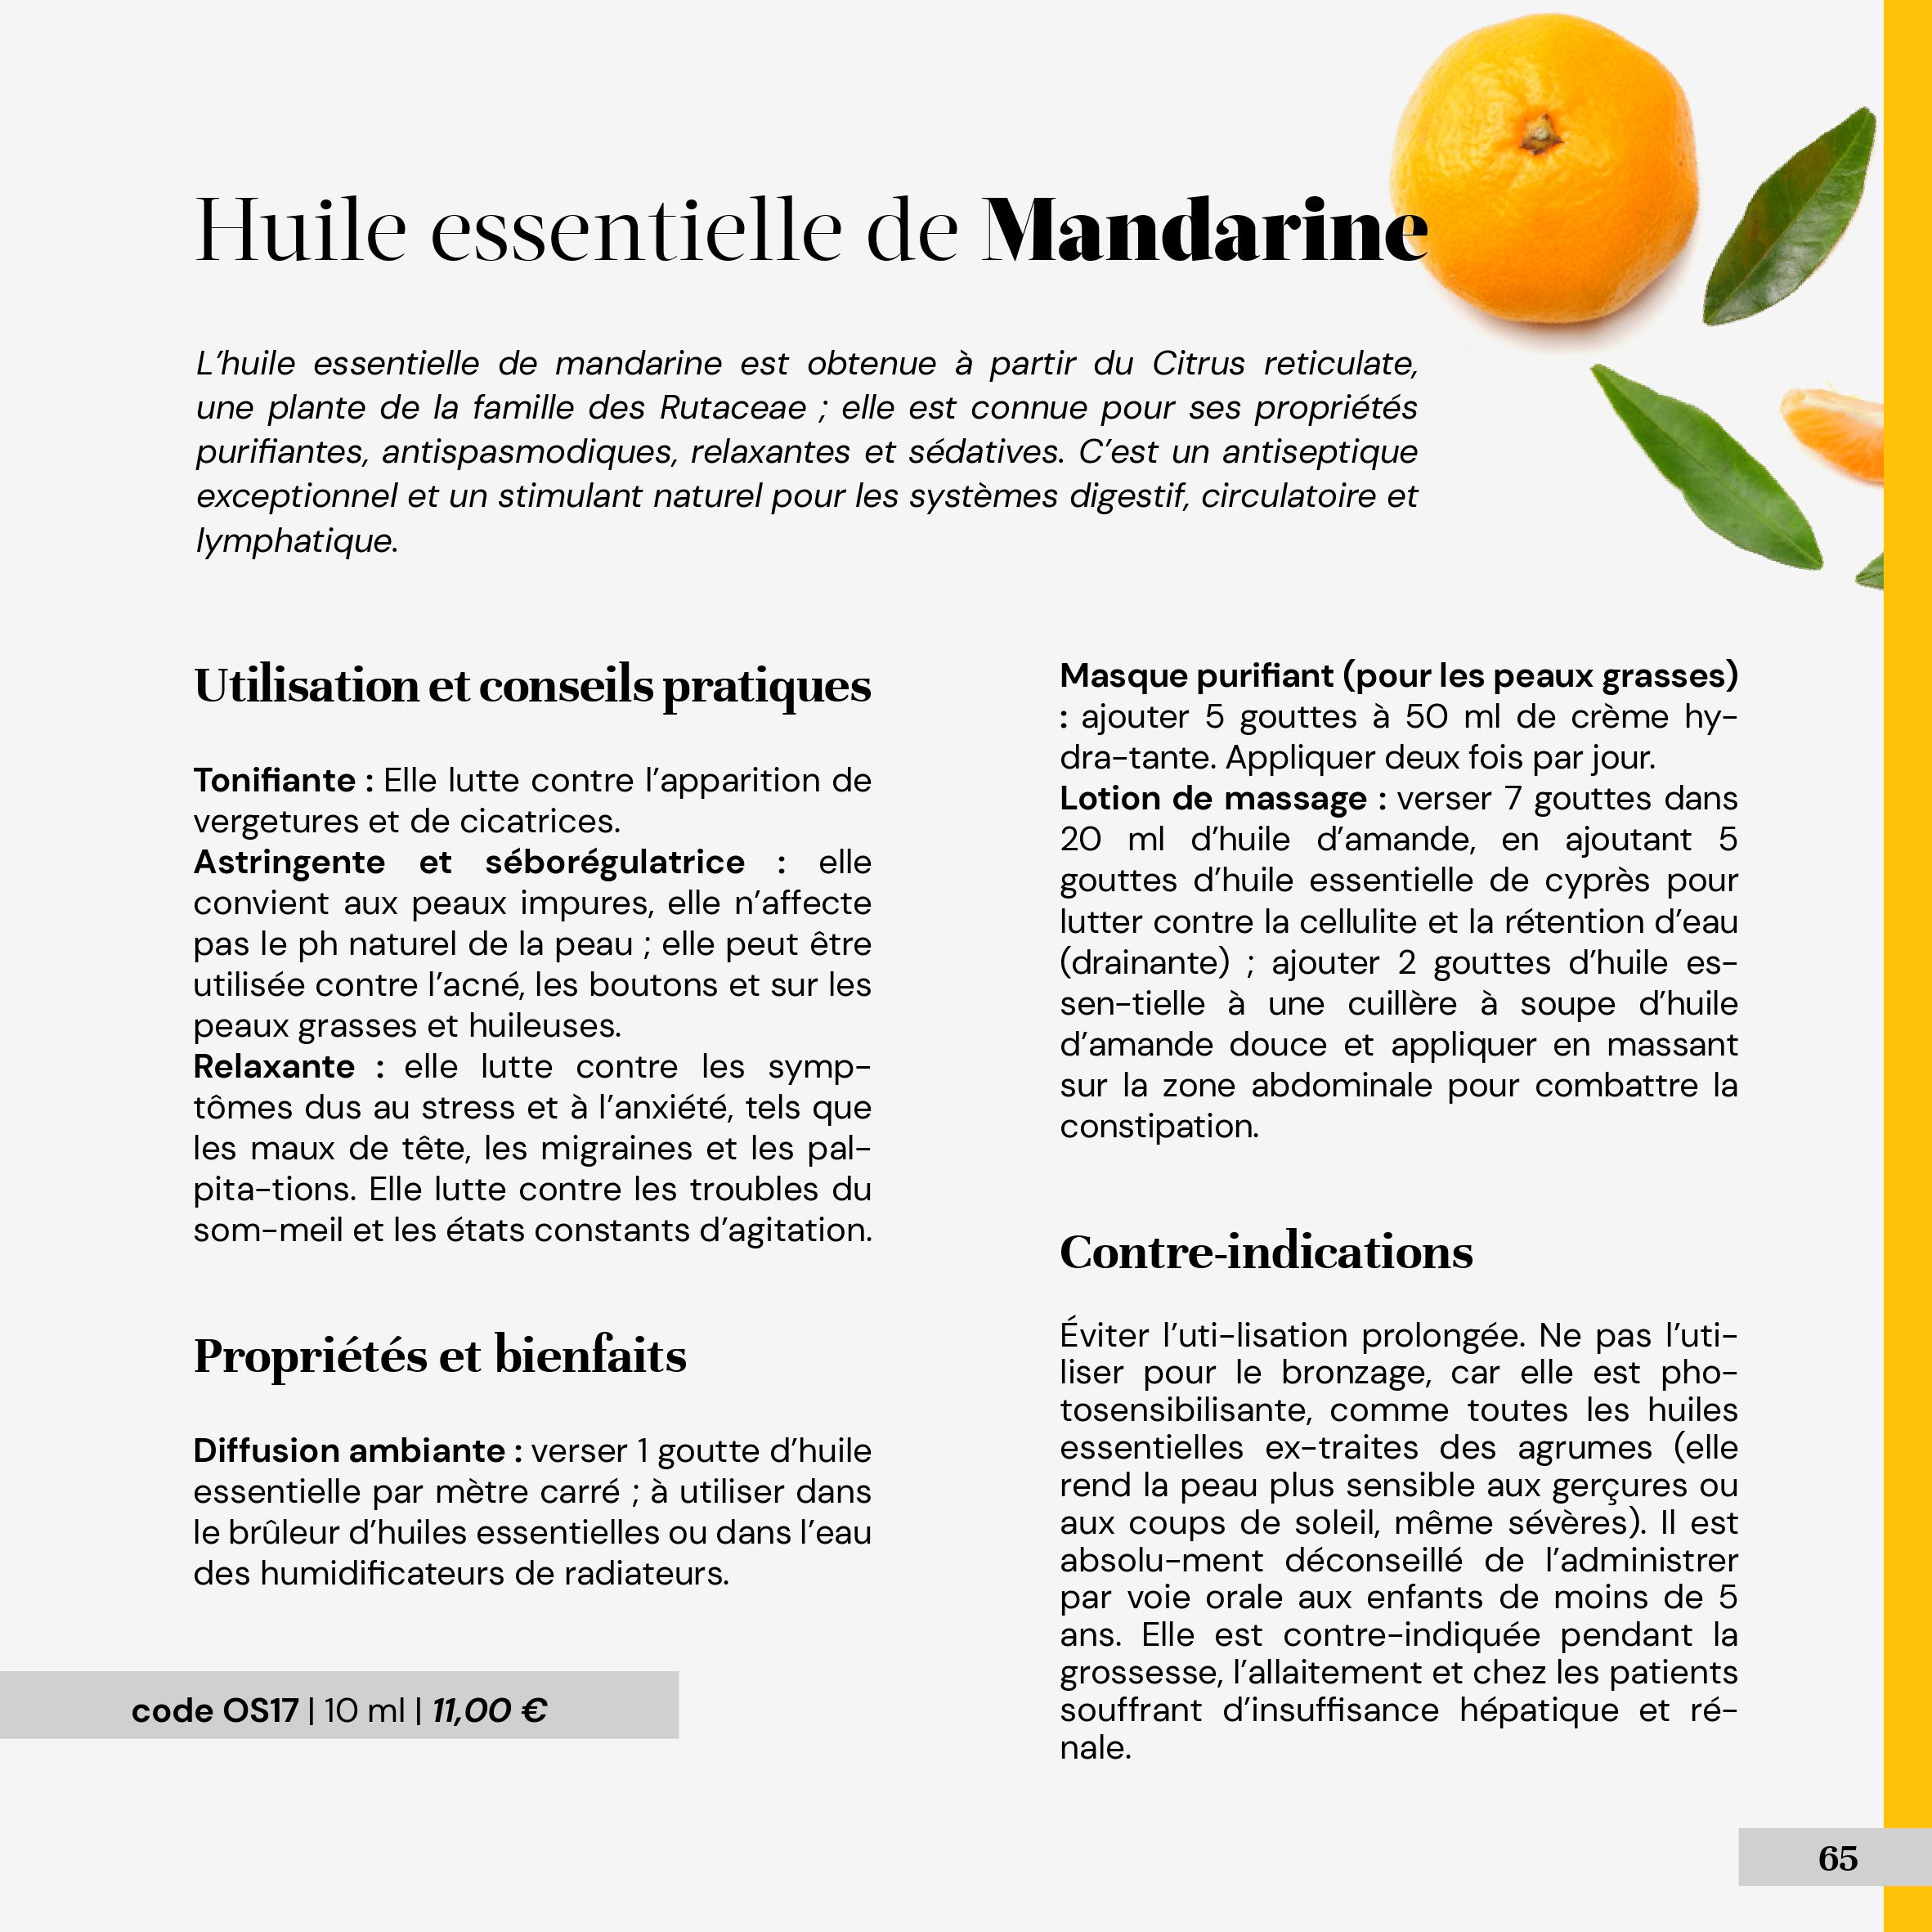 Huile essentielle de Mandarine
L’huile essentielle de mandarine est obtenue à partir du Citrus reticulate,
une plante de la famille des Rutaceae ; elle est connue pour ses propriétés
purifiantes, antispasmodiques, relaxantes et sédatives. C’est un antiseptique
exceptionnel et un stimulant naturel pour les systèmes digestif, circulatoire et
lymphatique.
Utilisation et conseils pratiques
Tonifiante : Elle lutte contre l’apparition de
vergetures et de cicatrices.
Astringente et séborégulatrice : elle
convient aux peaux impures, elle n’affecte
pas le ph naturel de la peau ; elle peut être
utilisée contre l’acné, les boutons et sur les
peaux grasses et huileuses.
Relaxante : elle lutte contre les symp-
tômes dus au stress et à l’anxiété, tels que
les maux de tête, les migraines et les pal-
pita-tions. Elle lutte contre les troubles du
som-meil et les états constants d’agitation.
Propriétés et bienfaits
Diffusion ambiante : verser 1 goutte d’huile
essentielle par mètre carré ; à utiliser dans
le brûleur d’huiles essentielles ou dans l’eau
des humidificateurs de radiateurs.
code OS17 | 10 ml | 11,00 €
Masque purifiant (pour les peaux grasses)
: ajouter 5 gouttes à 50 ml de crème hy-
dra-tante. Appliquer deux fois par jour.
Lotion de massage : verser 7 gouttes dans
20 ml d’huile d’amande, en ajoutant 5
gouttes d’huile essentielle de cyprès pour
lutter contre la cellulite et la rétention d’eau
(drainante) ; ajouter 2 gouttes d’huile es-
sen-tielle à une cuillère à soupe d’huile
d’amande douce et appliquer en massant
sur la zone abdominale pour combattre la
constipation.
Contre-indications
Éviter l’uti-lisation prolongée. Ne pas l’uti-
liser pour le bronzage, car elle est pho-
tosensibilisante, comme toutes les huiles
essentielles ex-traites des agrumes (elle
rend la peau plus sensible aux gerçures ou
aux coups de soleil, même sévères). Il est
absolu-ment déconseillé de l’administrer
par voie orale aux enfants de moins de 5
ans. Elle est contre-indiquée pendant la
grossesse, l’allaitement et chez les patients
souffrant d’insuffisance hépatique et ré-
nale.
65